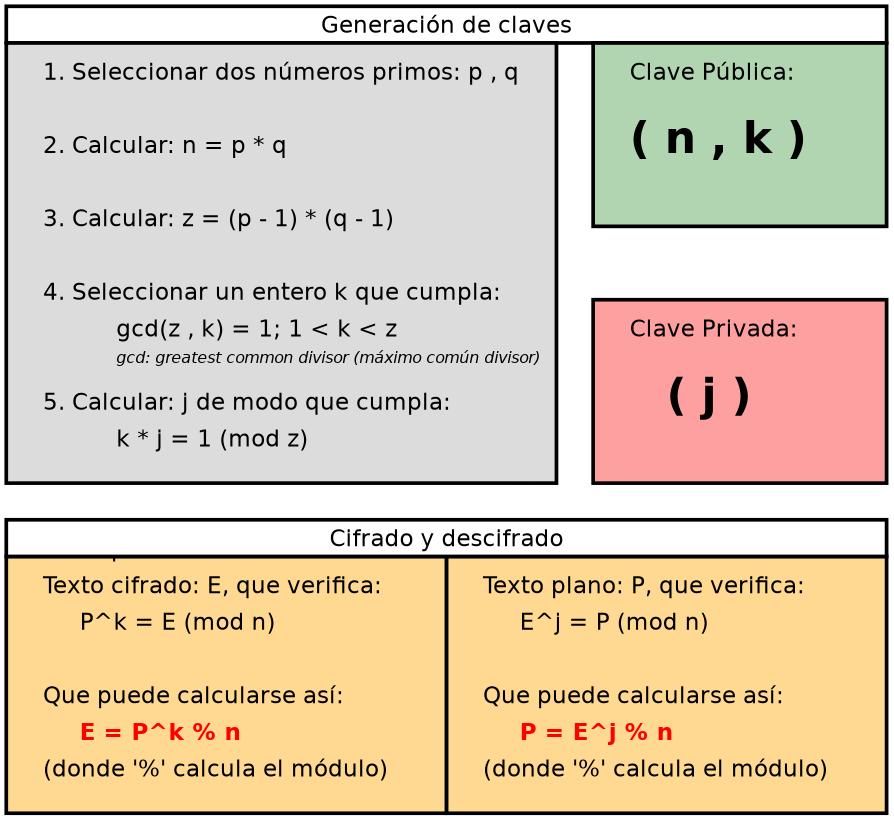 Generación de claves
1. Seleccionar dos números primos: p , q
2. Calcular: n = p * q
3. Calcular: z = (p - 1) * (q - 1)
4. Seleccionar un entero k que cumpla:
gcd(z , k) = 1; 1 < k < z
gcd: greatest common divisor (máximo común divisor)
5. Calcular: j de modo que cumpla:
k * j = 1 (mod z)
Clave Pública:
( n , k )
Clave Privada:
( j )
Cifrado y descifrado
Texto cifrado: E, que verifica:
P^k = E (mod n)
Que puede calcularse así:
E = P^k % n
(donde '%' calcula el módulo)
Texto plano: P, que verifica:
E^j = P (mod n)
Que puede calcularse así:
P = E^j % n
(donde '%' calcula el módulo)